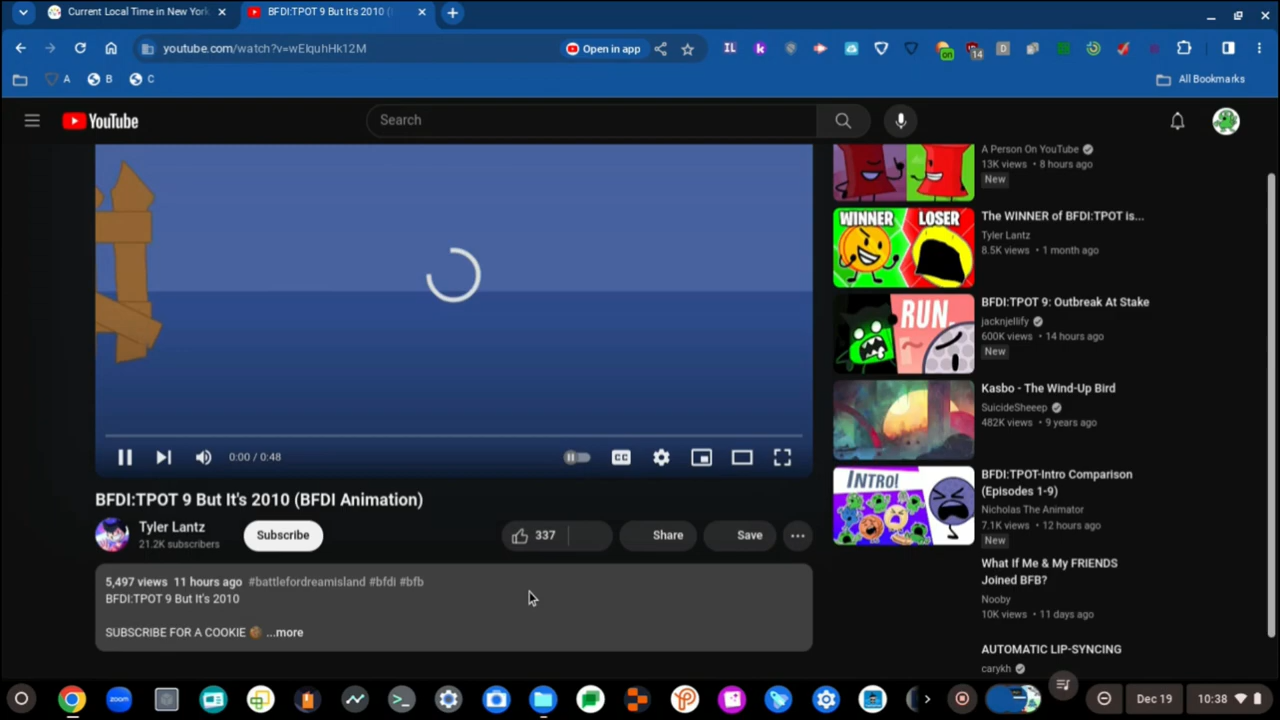 Current Local Time in New York
BFDI:TPOT 9 But It's 2010 (
youtube.com/watch?v=wElquhHk12M
Open in app
IL
k
on
14
D
A
B
C
All Bookmarks
YouTube
Search
A Person On YouTube
13K views • 8 hours ago
New
WINNER
LOSER
The WINNER of BFDI:TPOT is...
Tyler Lantz
8.5K views • 1 month ago
RUN.
BFDI:TPOT 9: Outbreak At Stake
jacknjellify
600K views • 14 hours ago
New
Kasbo - The Wind-Up Bird
SuicideSheeep
482K views • 9 years ago
INTRO!
BFDI:TPOT-Intro Comparison
(Episodes 1-9)
Nicholas The Animator
7.1K views • 12 hours ago
New
What If Me & My FRIENDS
Joined BFB?
Nooby
10K views • 11 days ago
AUTOMATIC LIP-SYNCING
carykh
0:00 / 0:48
CC
BFDI:TPOT 9 But It's 2010 (BFDI Animation)
Tyler Lantz
21.2K subscribers
Subscribe
337
Share
Save
5,497 views 11 hours ago #battlefordreamisland #bfdi #bfb
BFDI:TPOT 9 But It's 2010
SUBSCRIBE FOR A COOKIE 🍪 ...more
zoom
Dec 19
10:38